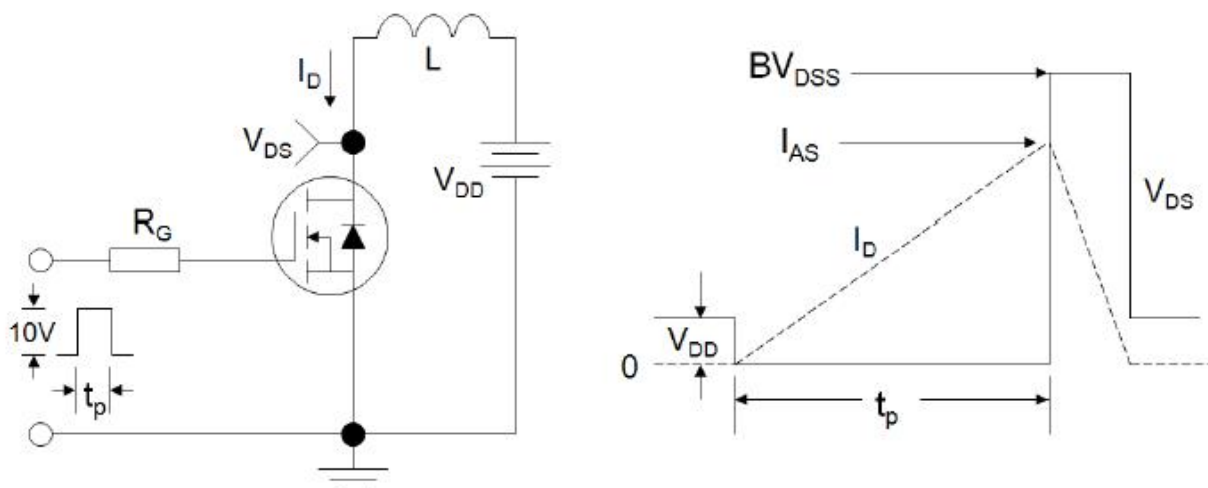 I_D
L
V_DS
V_DD
R_G
10V
t_p
BV_DSS
I_AS
V_DS
I_D
V_DD
0
t_p